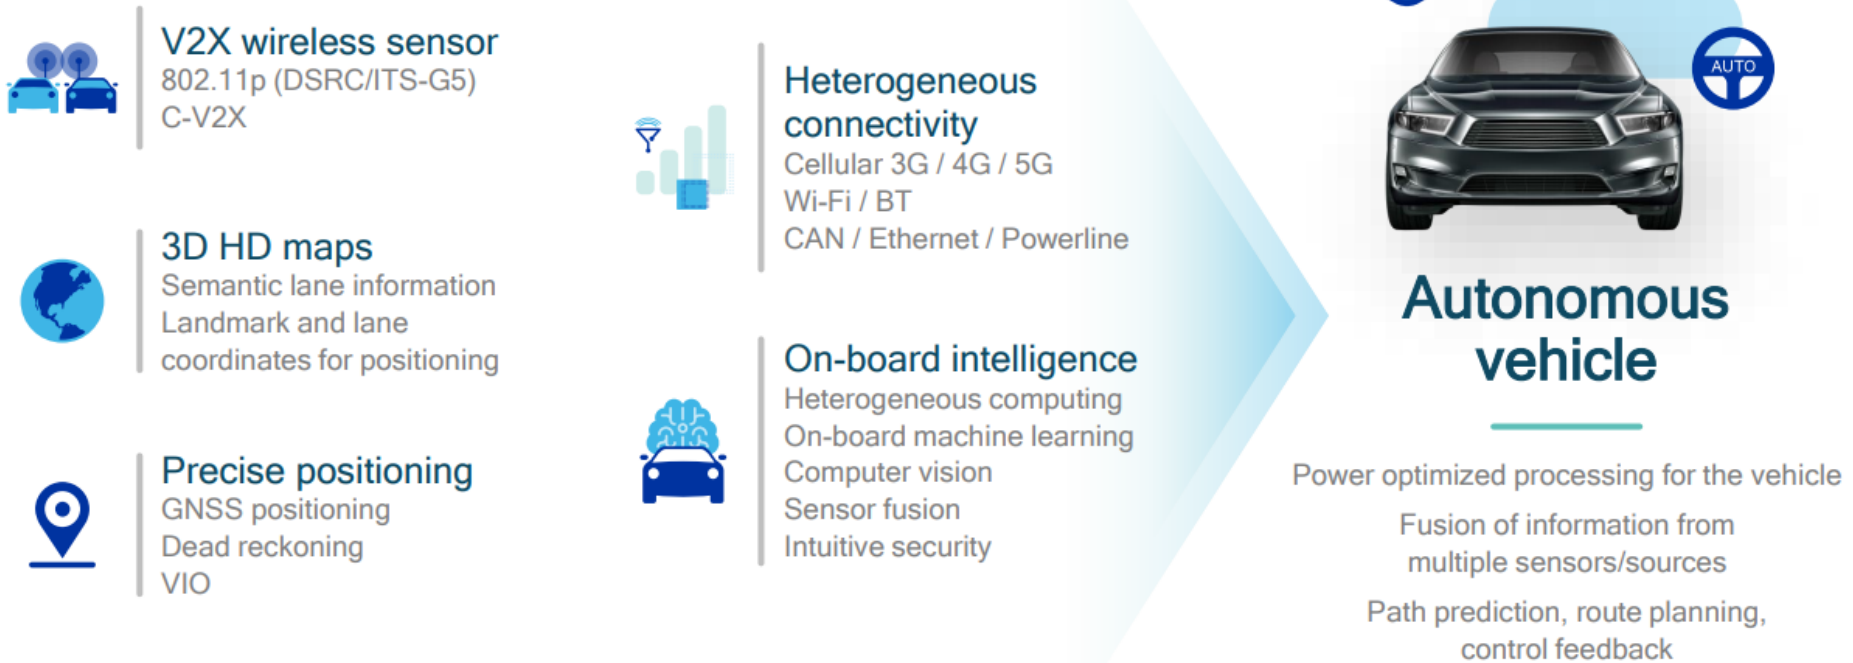 V2X wireless sensor
802.11p (DSRC/ITS-G5)
C-V2X
3D HD maps
Semantic lane information
Landmark and lane
coordinates for positioning
Precise positioning
GNSS positioning
Dead reckoning
VIO
Heterogeneous
connectivity
Cellular 3G / 4G / 5G
Wi-Fi / BT
CAN / Ethernet / Powerline
On-board intelligence
Heterogeneous computing
On-board machine learning
Computer vision
Sensor fusion
Intuitive security
AUTO
Autonomous
vehicle
Power optimized processing for the vehicle
Fusion of information from
multiple sensors/sources
Path prediction, route planning,
control feedback